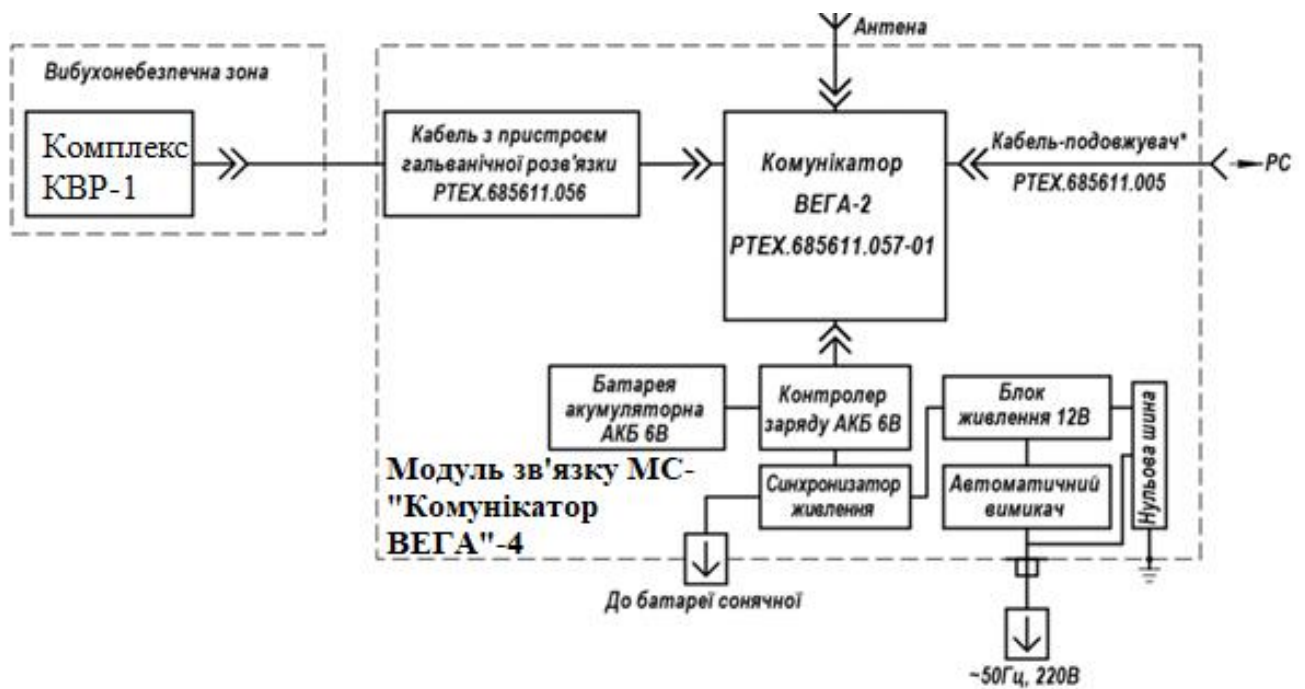 Антена
Вибухонебезпечна зона
Комплекс
КВР-1
Кабель з пристроєм
гальванічної розв'язки
РТЕХ.685611.056
Комунікатор
ВЕГА-2
РТЕХ.685611.057-01
Кабель-подовжувач*
РТЕХ.685611.005
РС
Батарея
акумуляторна
АКБ 6В
Контролер
заряду АКБ 6В
Блок
живлення 12В
Нульова шина
Модуль зв'язку МС-
"Комунікатор
ВЕГА"-4
Синхронизатор
живлення
Автоматичний
вимикач
До батареї сонячної
~50Гц, 220В